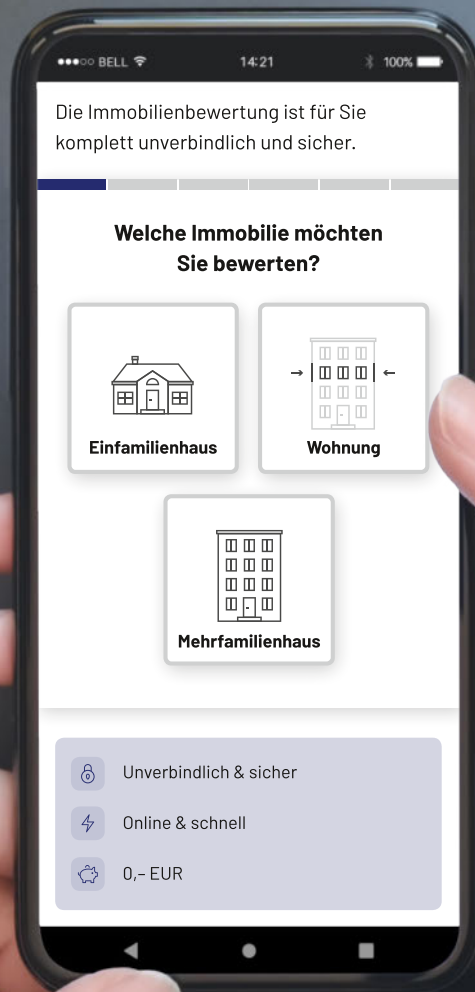 BELL 14:21 100%
Die Immobilienbewertung ist für Sie
komplett unverbindlich und sicher.
Welche Immobilie möchten
Sie bewerten?
Einfamilienhaus Wohnung
Mehrfamilienhaus
Unverbindlich & sicher
Online & schnell
0,– EUR